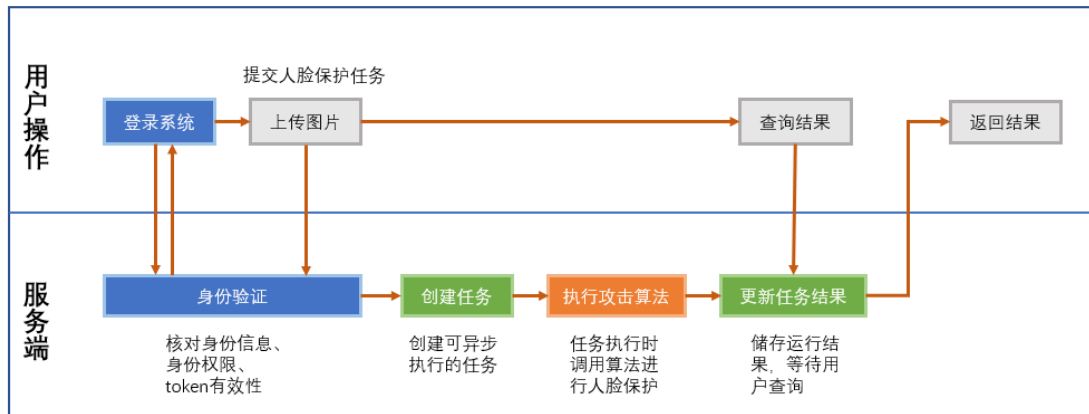 用户操作
提交人脸保护任务
登录系统
上传图片
查询结果
返回结果
服务端
身份验证
创建任务
执行攻击算法
更新任务结果
核对身份信息、
身份权限、
token有效性
创建可异步
执行的任务
任务执行时
调用算法进
行人脸保护
储存运行结
果，等待用
户查询